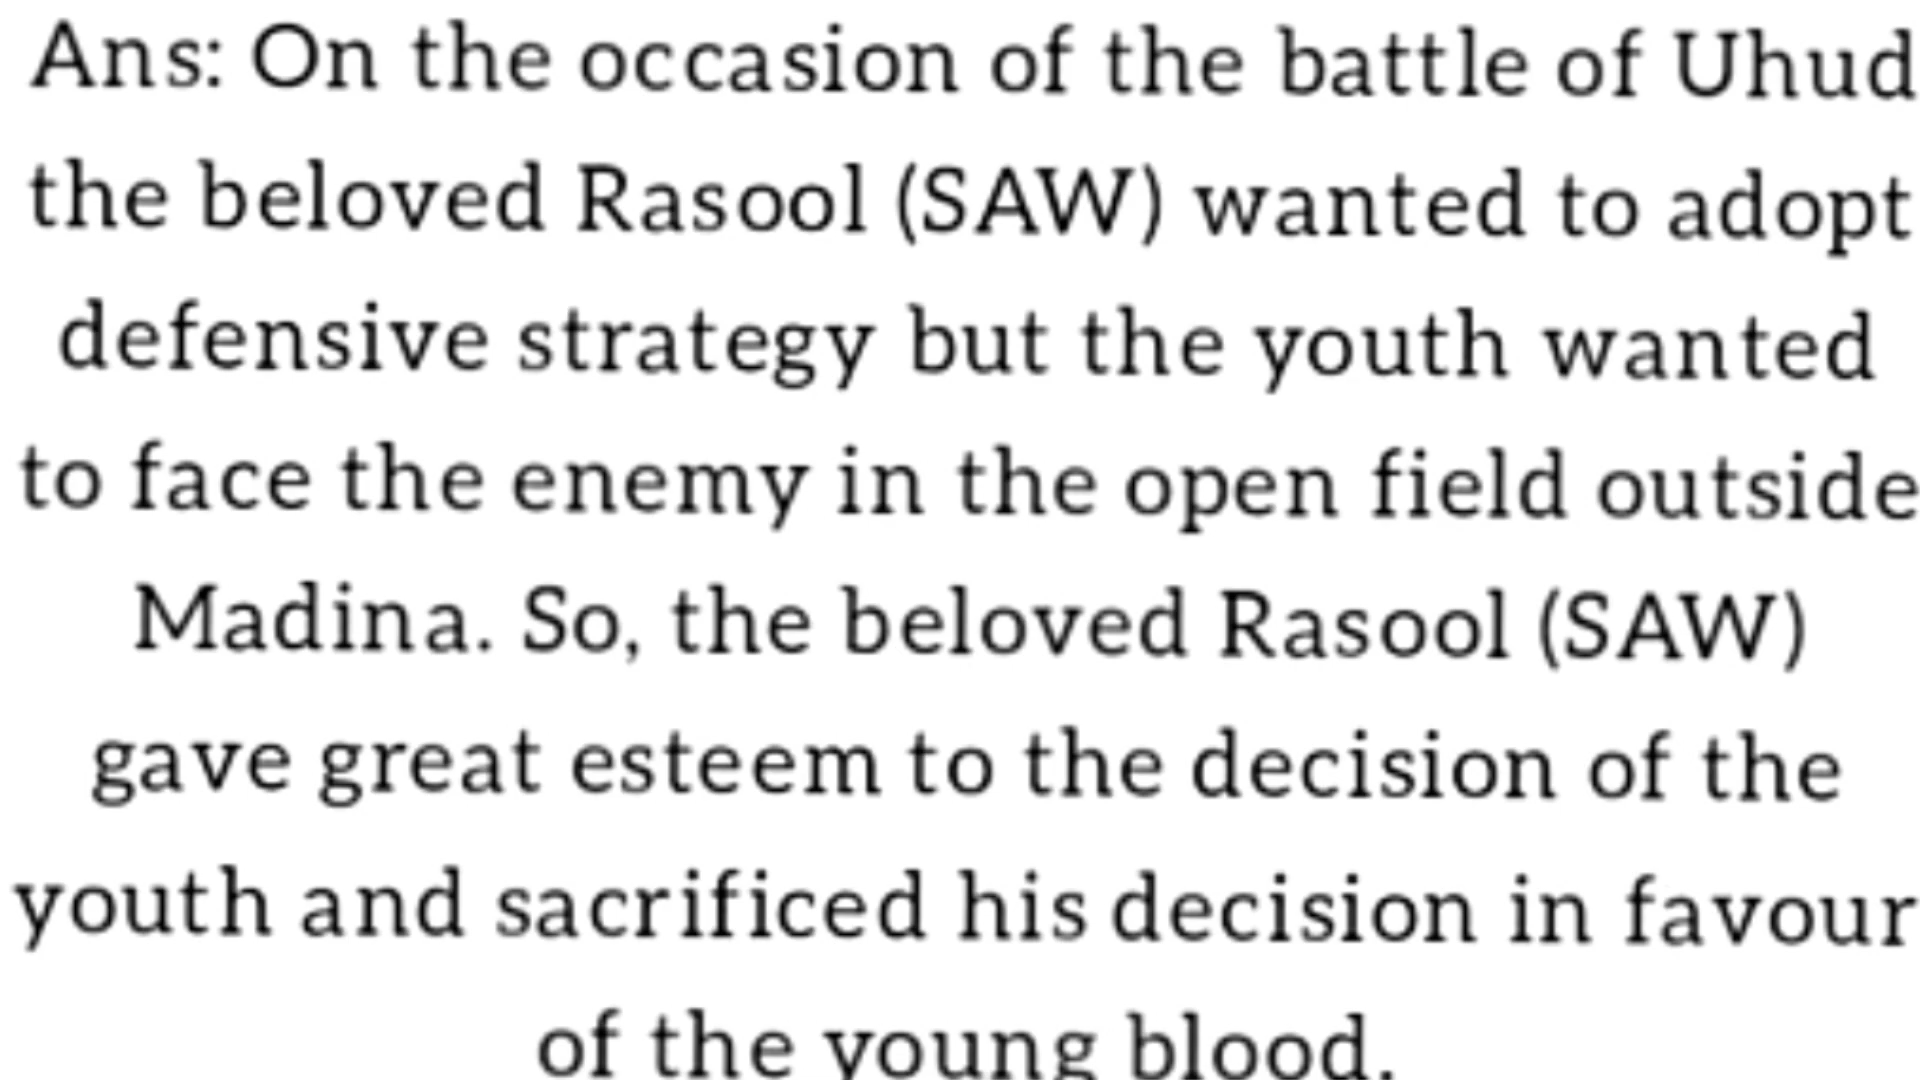 Ans: On the occasion of the battle of Uhud
the beloved Rasool (SAW) wanted to adopt
defensive strategy but the youth wanted
to face the enemy in the open field outside
Madina. So, the beloved Rasool (SAW)
gave great esteem to the decision of the
youth and sacrificed his decision in favour
of the young blood.